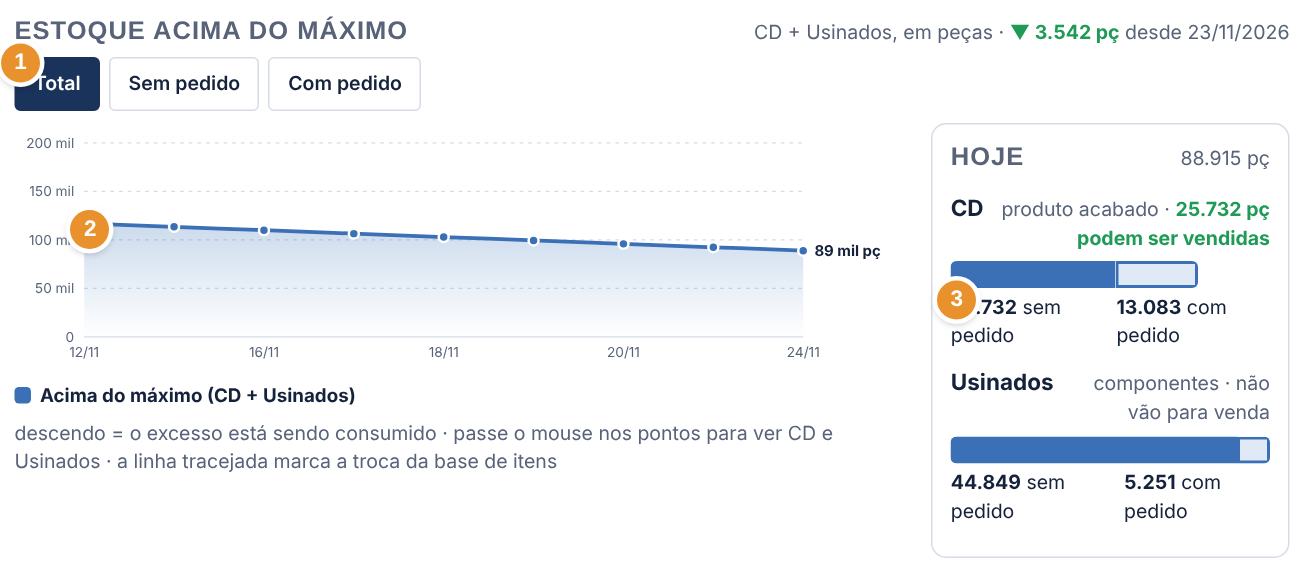 ESTOQUE ACIMA DO MÁXIMO
CD + Usinados, em peças · ▼ 3.542 pç desde 23/11/2026
1
Total
Sem pedido
Com pedido
200 mil
150 mil
100 m
50 mil
0
2
89 mil pç
12/11
16/11
18/11
20/11
24/11
Acima do máximo (CD + Usinados)
descendo = o excesso está sendo consumido · passe o mouse nos pontos para ver CD e
Usinados · a linha tracejada marca a troca da base de itens
HOJE
88.915 pç
CD
produto acabado · 25.732 pç
podem ser vendidas
3
.732 sem
pedido
13.083 com
pedido
Usinados
componentes · não
vão para venda
44.849 sem
pedido
5.251 com
pedido